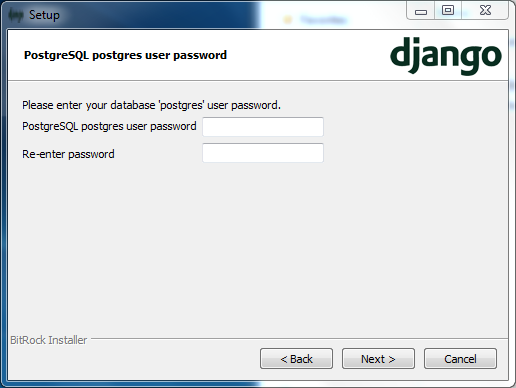 Setup
PostgreSQL postgres user password
django
Please enter your database 'postgres' user password.
PostgreSQL postgres user password
Re-enter password
BitRock Installer
< Back
Next >
Cancel